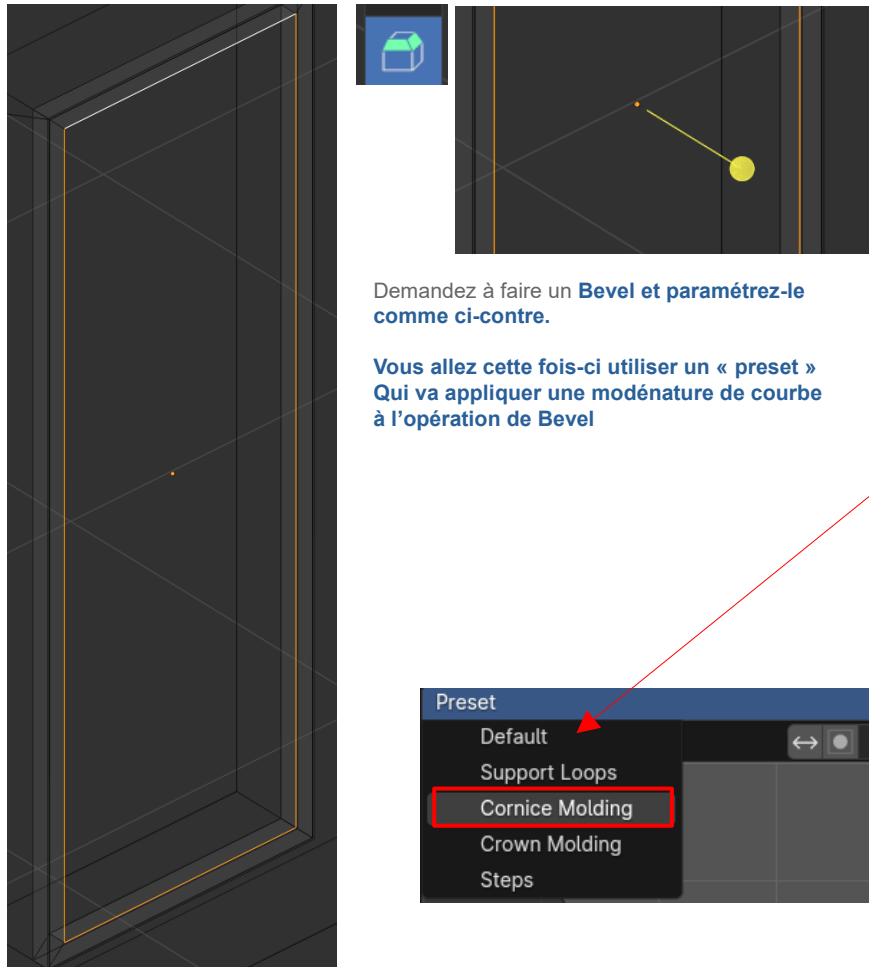 Demandez à faire un Bevel et paramétrez-le
comme ci-contre.
Vous allez cette fois-ci utiliser un « preset »
Qui va appliquer une modénature de courbe
à l’opération de Bevel
Preset
Default
Support Loops
Cornice Molding
Crown Molding
Steps